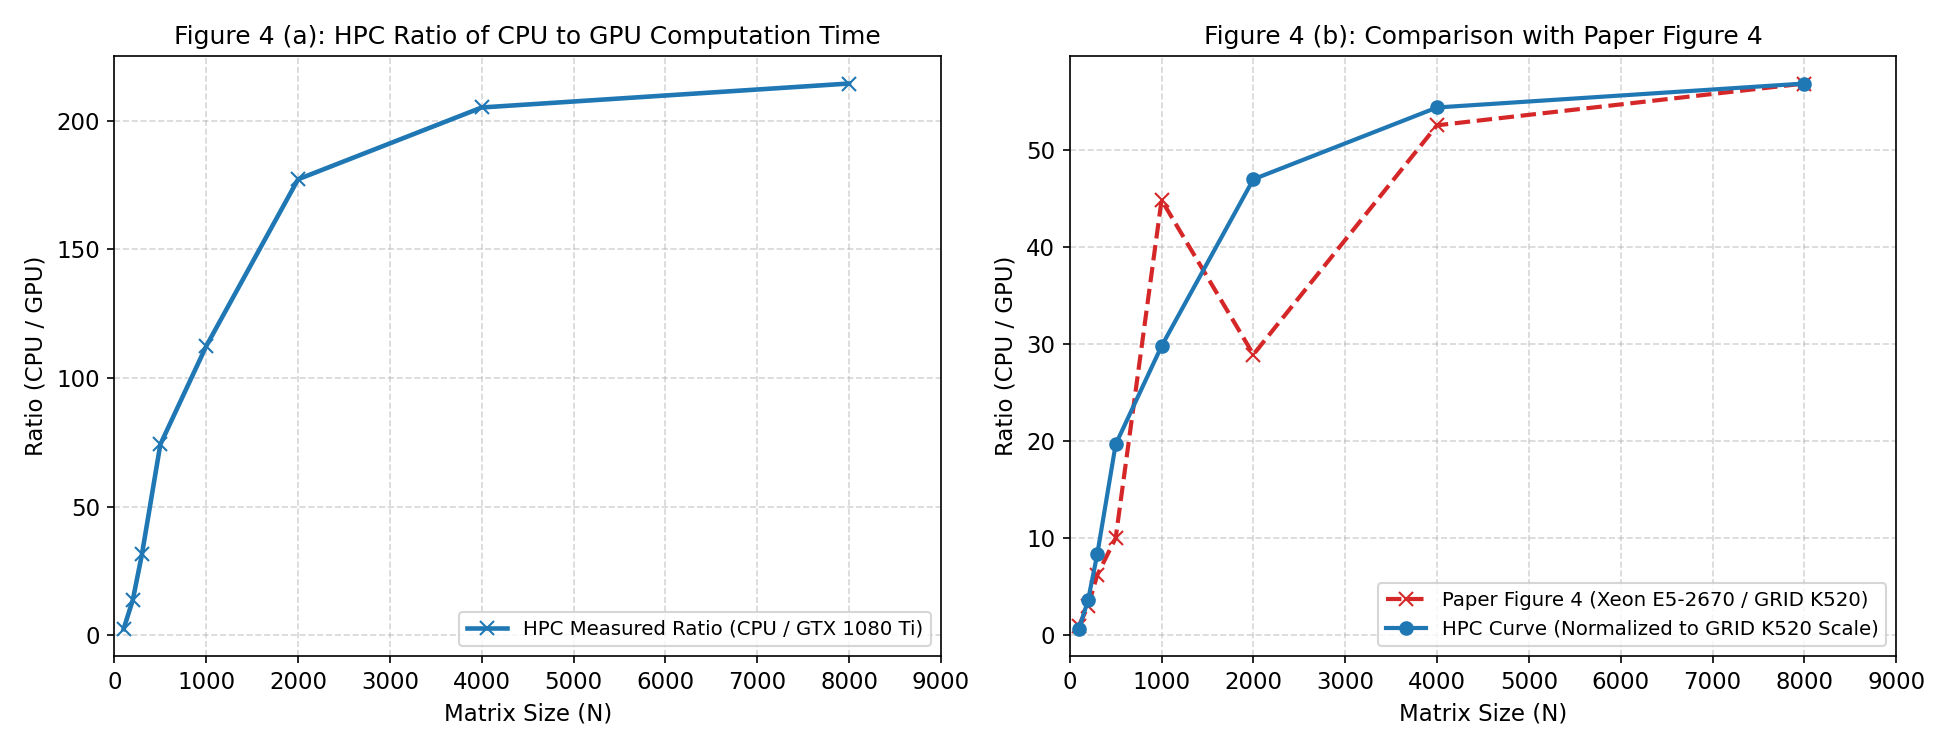 Figure 4 (a): HPC Ratio of CPU to GPU Computation Time
Ratio (CPU / GPU)
200
150
100
50
0
0 1000 2000 3000 4000 5000 6000 7000 8000 9000
Matrix Size (N)
HPC Measured Ratio (CPU / GTX 1080 Ti)
Figure 4 (b): Comparison with Paper Figure 4
Ratio (CPU / GPU)
50
40
30
20
10
0
0 1000 2000 3000 4000 5000 6000 7000 8000 9000
Matrix Size (N)
Paper Figure 4 (Xeon E5-2670 / GRID K520)
HPC Curve (Normalized to GRID K520 Scale)